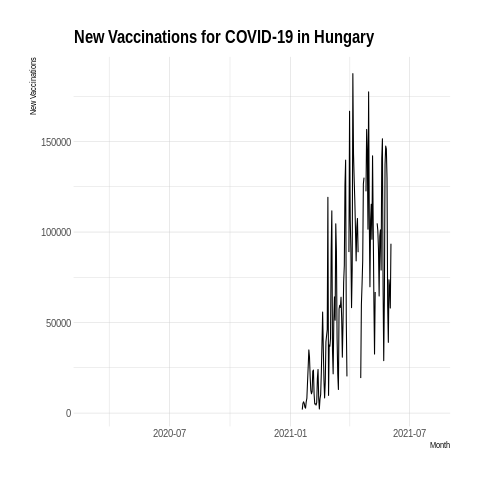 New Vaccinations for COVID-19 in Hungary
New Vaccinations
150000
100000
50000
0
2020-07 2021-01 2021-07
Month